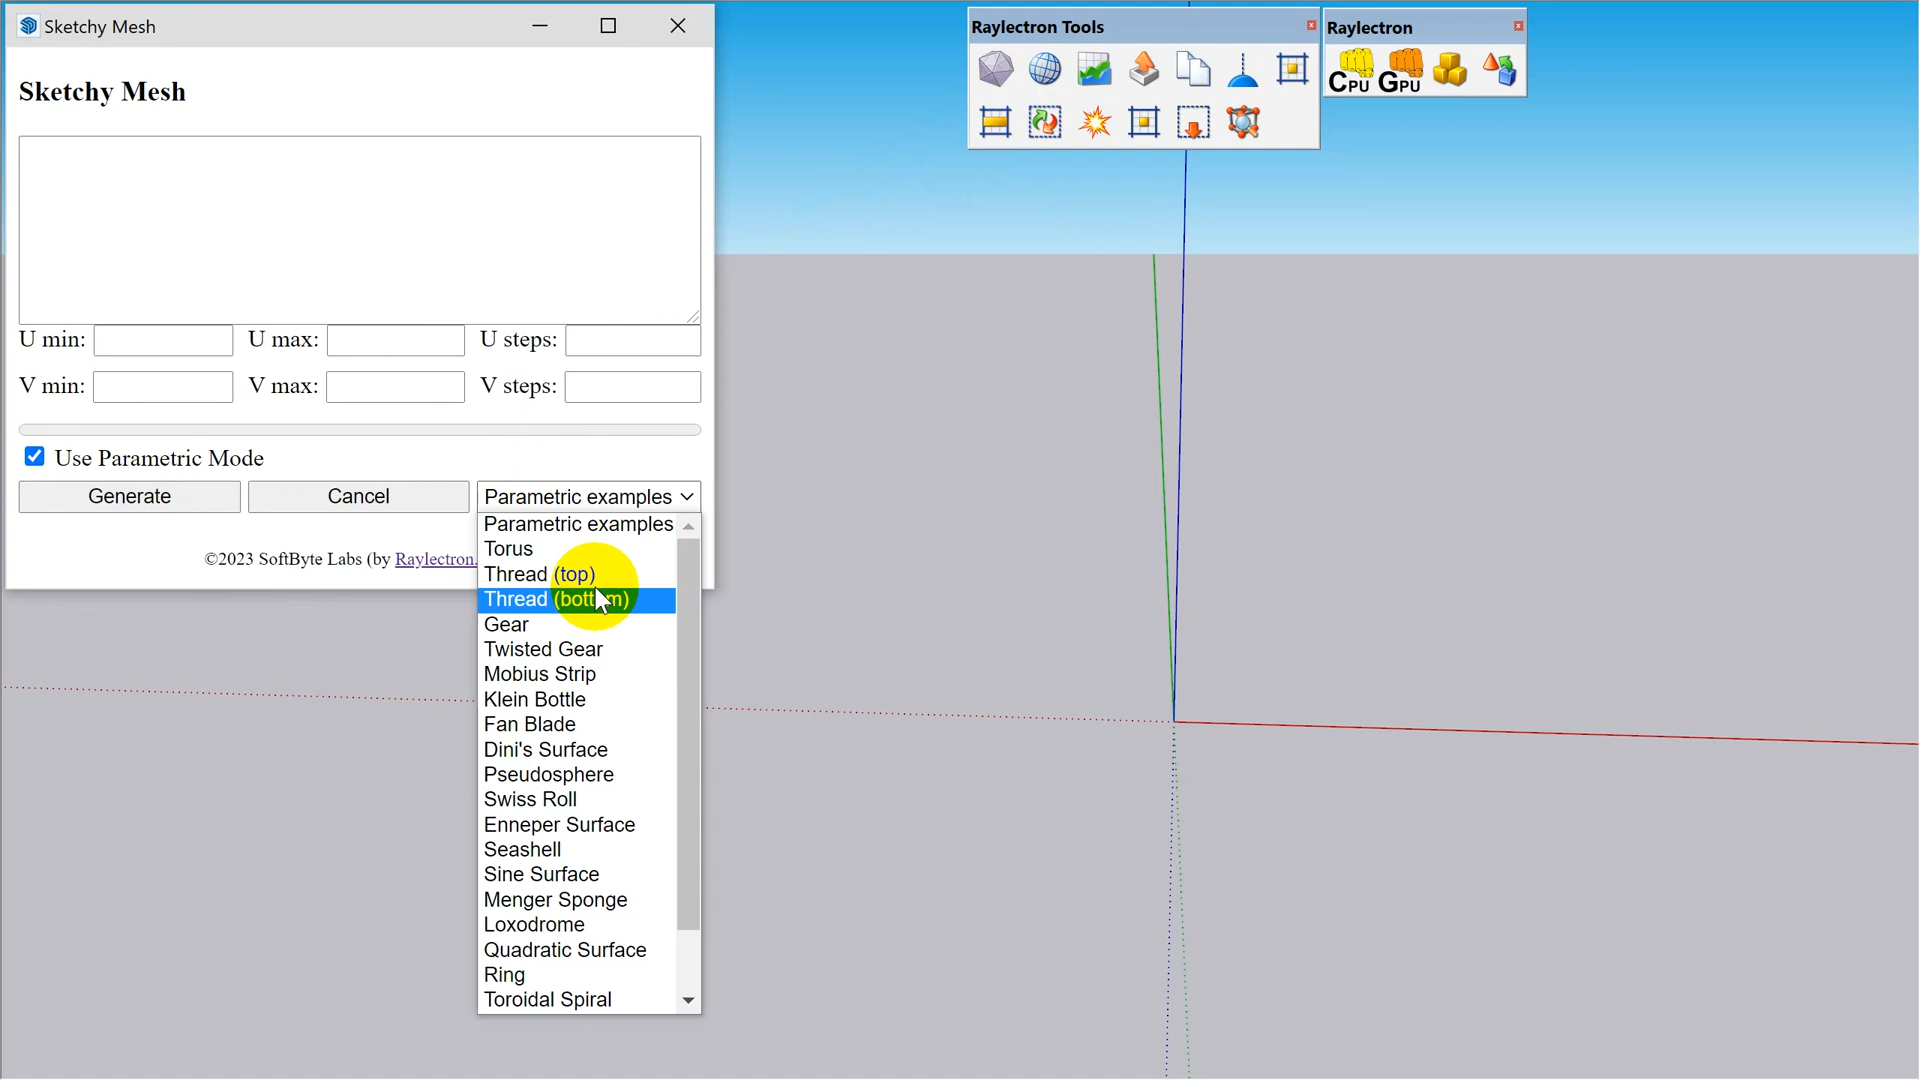 Sketchy Mesh
Raylectron Tools
Raylectron
CPU GPU
Sketchy Mesh
U min: U max: U steps:
V min: V max: V steps:
Use Parametric Mode
Generate Cancel Parametric examples
Parametric examples
Torus
©2023 SoftByte Labs (by Raylectron.
Thread (top)
Thread (bottom)
Gear
Twisted Gear
Mobius Strip
Klein Bottle
Fan Blade
Dini's Surface
Pseudosphere
Swiss Roll
Enneper Surface
Seashell
Sine Surface
Menger Sponge
Loxodrome
Quadratic Surface
Ring
Toroidal Spiral